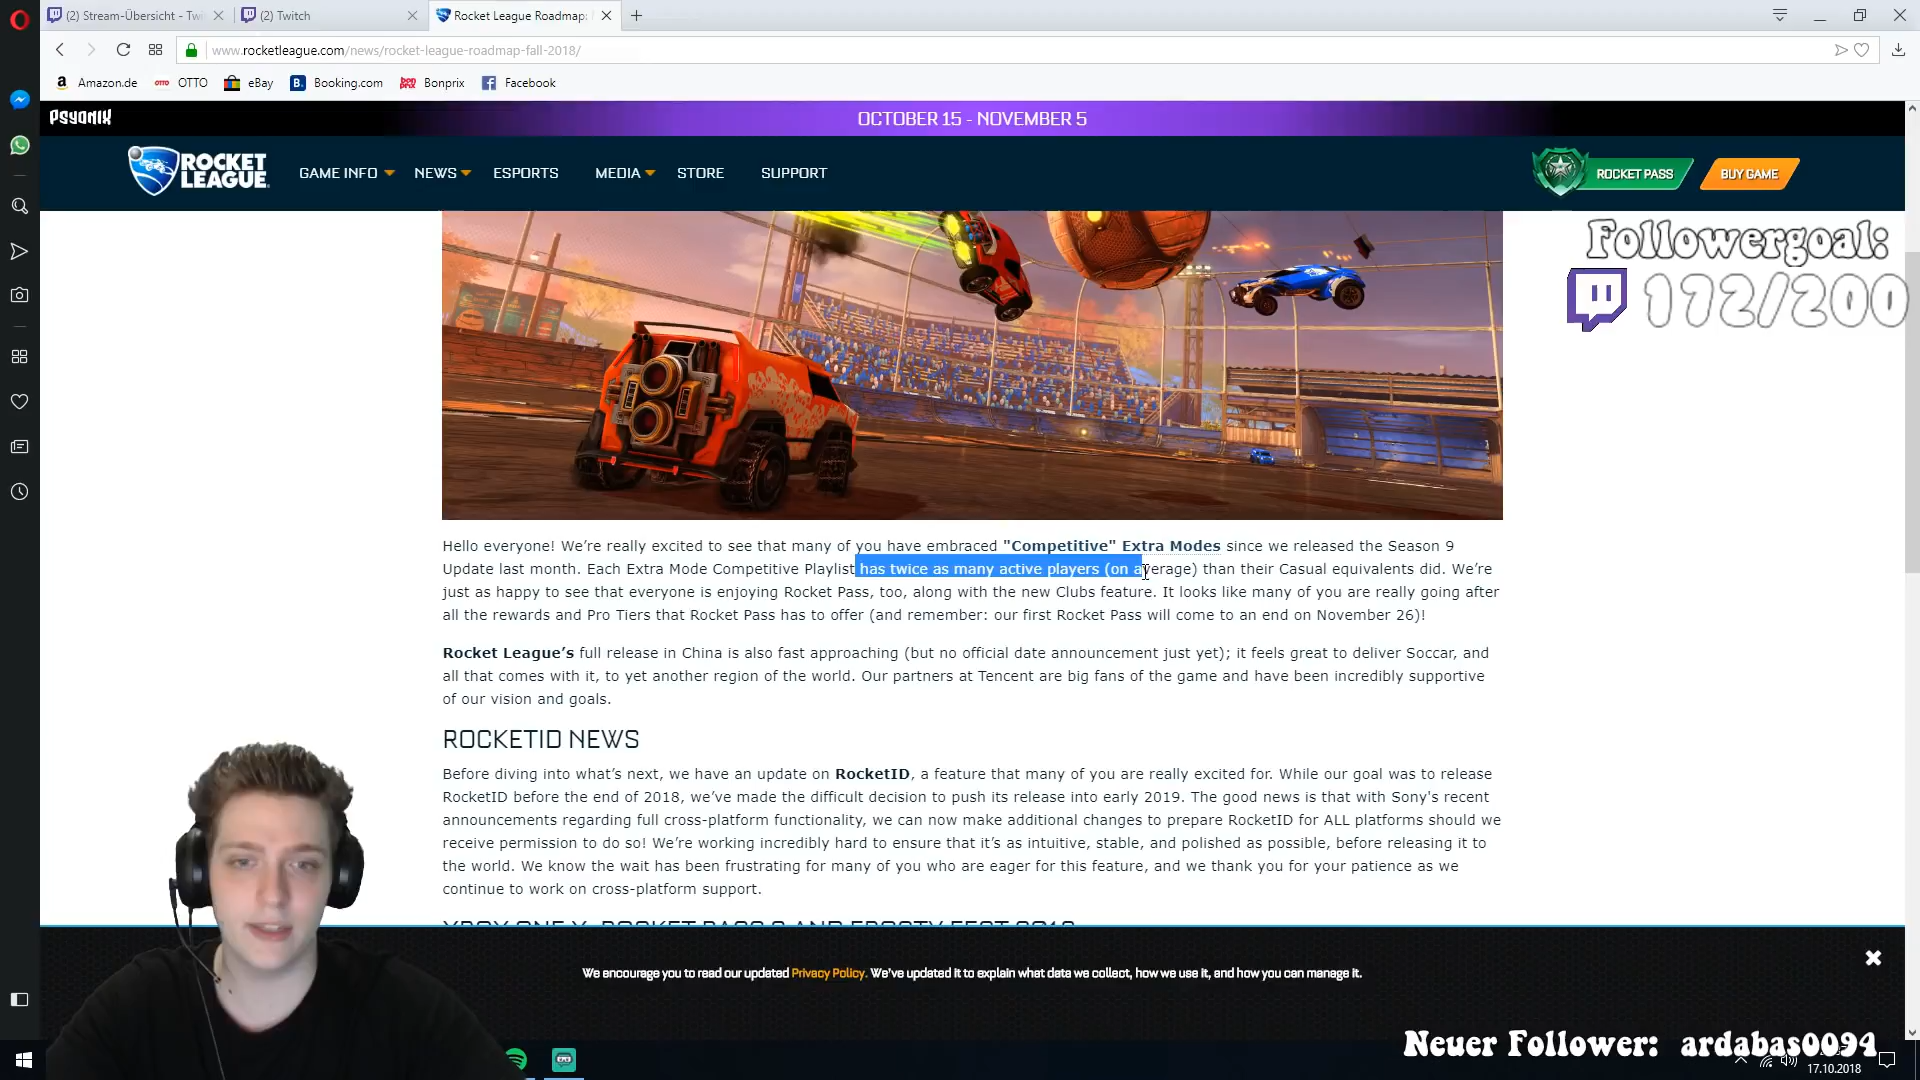 (2) Stream-Übersicht - Twi
(2) Twitch
Rocket League Roadmap:
www.rocketleague.com/news/rocket-league-roadmap-fall-2018/
Amazon.de
OTTO
eBay
Booking.com
Bonprix
Facebook
PSYONIX
OCTOBER 15 - NOVEMBER 5
ROCKET LEAGUE
GAME INFO
NEWS
ESPORTS
MEDIA
STORE
SUPPORT
ROCKET PASS
BUY GAME
Followergoal:
172/200
Hello everyone! We’re really excited to see that many of you have embraced "Competitive" Extra Modes since we released the Season 9
Update last month. Each Extra Mode Competitive Playlist has twice as many active players (on average) than their Casual equivalents did. We’re
just as happy to see that everyone is enjoying Rocket Pass, too, along with the new Clubs feature. It looks like many of you are really going after
all the rewards and Pro Tiers that Rocket Pass has to offer (and remember: our first Rocket Pass will come to an end on November 26)!
Rocket League’s full release in China is also fast approaching (but no official date announcement just yet); it feels great to deliver Soccar, and
all that comes with it, to yet another region of the world. Our partners at Tencent are big fans of the game and have been incredibly supportive
of our vision and goals.
ROCKETID NEWS
Before diving into what’s next, we have an update on RocketID, a feature that many of you are really excited for. While our goal was to release
RocketID before the end of 2018, we’ve made the difficult decision to push its release into early 2019. The good news is that with Sony's recent
announcements regarding full cross-platform functionality, we can now make additional changes to prepare RocketID for ALL platforms should we
receive permission to do so! We’re working incredibly hard to ensure that it’s as intuitive, stable, and polished as possible, before releasing it to
the world. We know the wait has been frustrating for many of you who are eager for this feature, and we thank you for your patience as we
continue to work on cross-platform support.
XBOX ONE X, ROCKET PASS 2 AND FROSTY FEST 2018
We encourage you to read our updated Privacy Policy. We’ve updated it to explain what data we collect, how we use it, and how you can manage it.
Neuer Follower: ardabas0094
17.10.2018